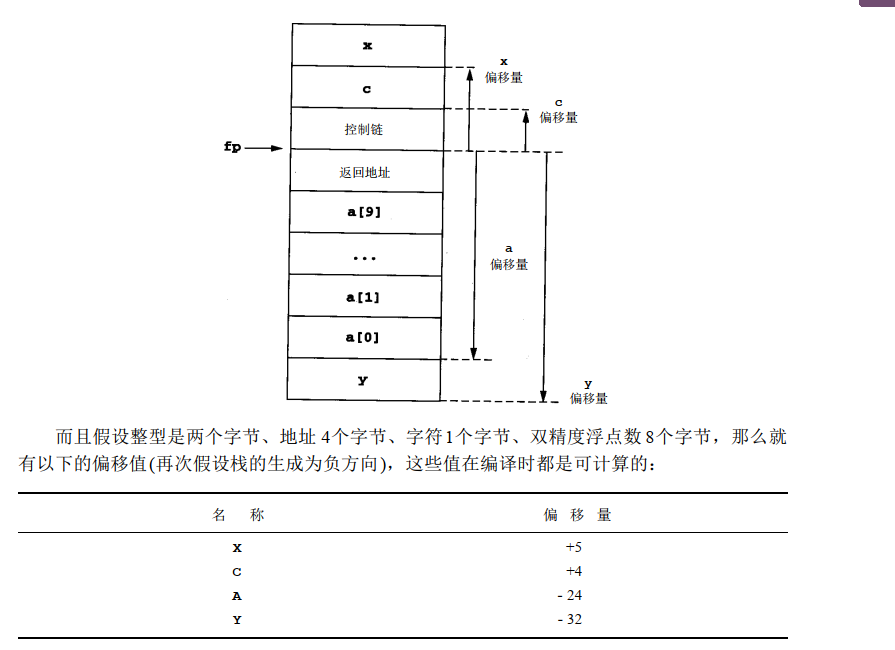 x
x
偏移量
c
c
偏移量
控制链
fp
返回地址
a[9]
a
偏移量
...
a[1]
a[0]
y
y
偏移量
而且假设整型是两个字节、地址 4个字节、字符1个字节、双精度浮点数8个字节，那么就
有以下的偏移值(再次假设栈的生成为负方向)，这些值在编译时都是可计算的：
名 称 偏 移 量
X +5
C +4
A - 24
Y - 32